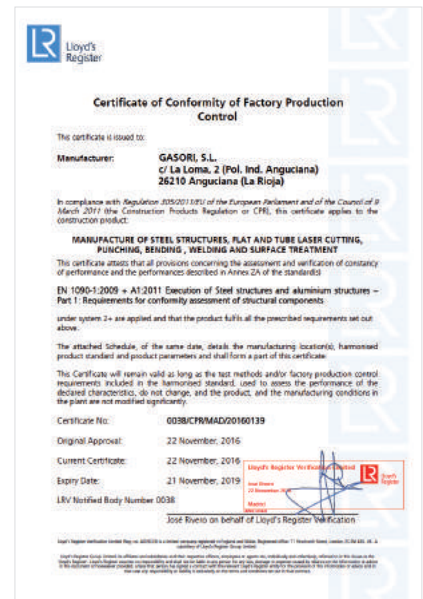 Lloyd's
Register
Certificate of Conformity of Factory Production
Control
This certificate is issued to:
Manufacturer: GASORI, S.L.
c/ La Loma, 2 (Pol. Ind. Anguciana)
26210 Anguciana (La Rioja)
In compliance with Regulation 305/2011/EU of the European Parliament and of the Council of 9
March 2011 (the Construction Products Regulation or CPR), this certificate applies to the
construction product:
MANUFACTURE OF STEEL STRUCTURES, FLAT AND TUBE LASER CUTTING,
PUNCHING, BENDING , WELDING AND SURFACE TREATMENT
This certificate attests that all provisions concerning the assessment and verification of constancy
of performance and the performances described in Annex ZA of the standard(s)
EN 1090-1:2009 + A1:2011 Execution of Steel structures and aluminium structures –
Part 1: Requirements for conformity assessment of structural components
under system 2+ are applied and that the product fulfils all the prescribed requirements set out
above.
The attached Schedule, of the same date, details the manufacturing location(s), harmonised
product standard and product parameters and shall form a part of this certificate.
This Certificate will remain valid as long as the test methods and/or factory production control
requirements included in the harmonised standard, used to assess the performance of the
declared characteristics, do not change, and the product, and the manufacturing conditions in
the plant are not modified significantly.
Certificate No: 0038/CPR/MAD/20160139
Original Approval: 22 November, 2016
Current Certificate: 22 November, 2016
Expiry Date: 21 November, 2019
LRV Notified Body Number 0038
Lloyd's Register Verification Limited
José Rivero
22 November
Madrid
Lloyd's
Register
José Rivero on behalf of Lloyd's Register Verification